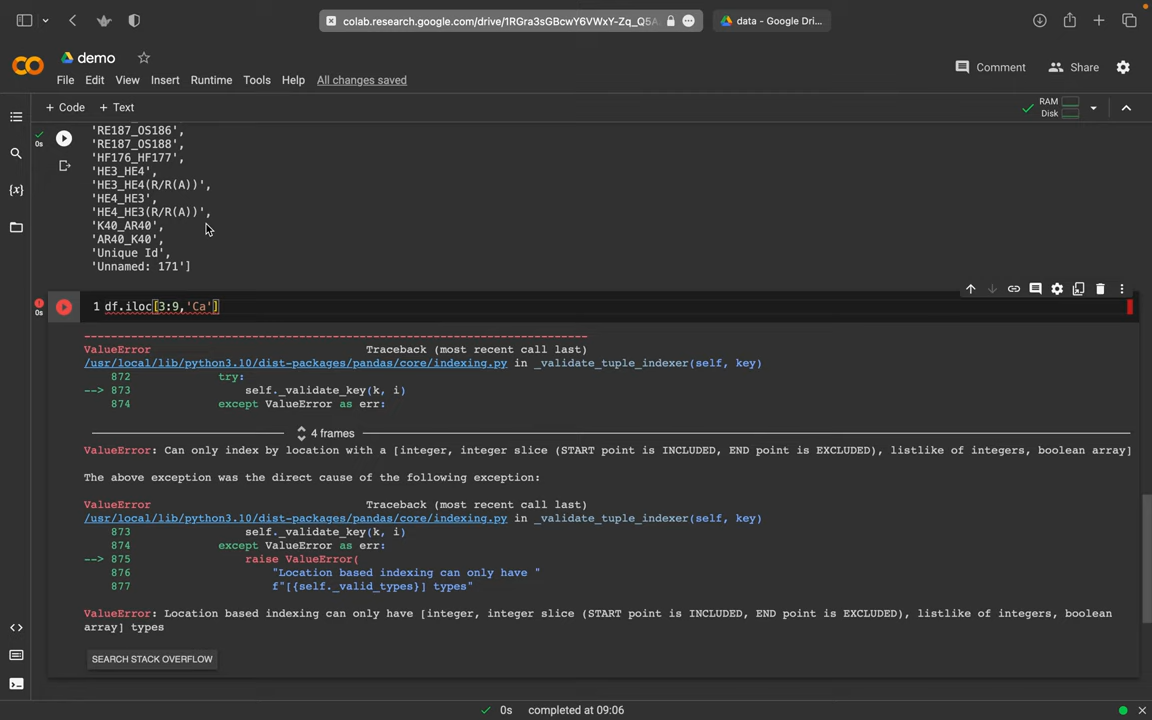 colab.research.google.com/drive/1RGra3sGBcwY6VWxY-Zq_Q5A
data - Google Dri...
demo
File Edit View Insert Runtime Tools Help All changes saved
Comment
Share
+ Code + Text
RAM
Disk
0s
'RE187_OS186',
'RE187_OS188',
'HF176_HF177',
'HE3_HE4',
'HE3_HE4(R/R(A))',
'HE4_HE3',
'HE4_HE3(R/R(A))',
'K40_AR40',
'AR40_K40',
'Unique Id',
'Unnamed: 171']
0s
1 df.iloc[3:9,'Ca']
---------------------------------------------------------------------------
ValueError Traceback (most recent call last)
/usr/local/lib/python3.10/dist-packages/pandas/core/indexing.py in _validate_tuple_indexer(self, key)
872 try:
--> 873 self._validate_key(k, i)
874 except ValueError as err:
4 frames
ValueError: Can only index by location with a [integer, integer slice (START point is INCLUDED, END point is EXCLUDED), listlike of integers, boolean array]
The above exception was the direct cause of the following exception:
ValueError Traceback (most recent call last)
/usr/local/lib/python3.10/dist-packages/pandas/core/indexing.py in _validate_tuple_indexer(self, key)
873 self._validate_key(k, i)
874 except ValueError as err:
--> 875 raise ValueError(
876 "Location based indexing can only have "
877 f"[{self._valid_types}] types"
ValueError: Location based indexing can only have [integer, integer slice (START point is INCLUDED, END point is EXCLUDED), listlike of integers, boolean
array] types
SEARCH STACK OVERFLOW
0s completed at 09:06